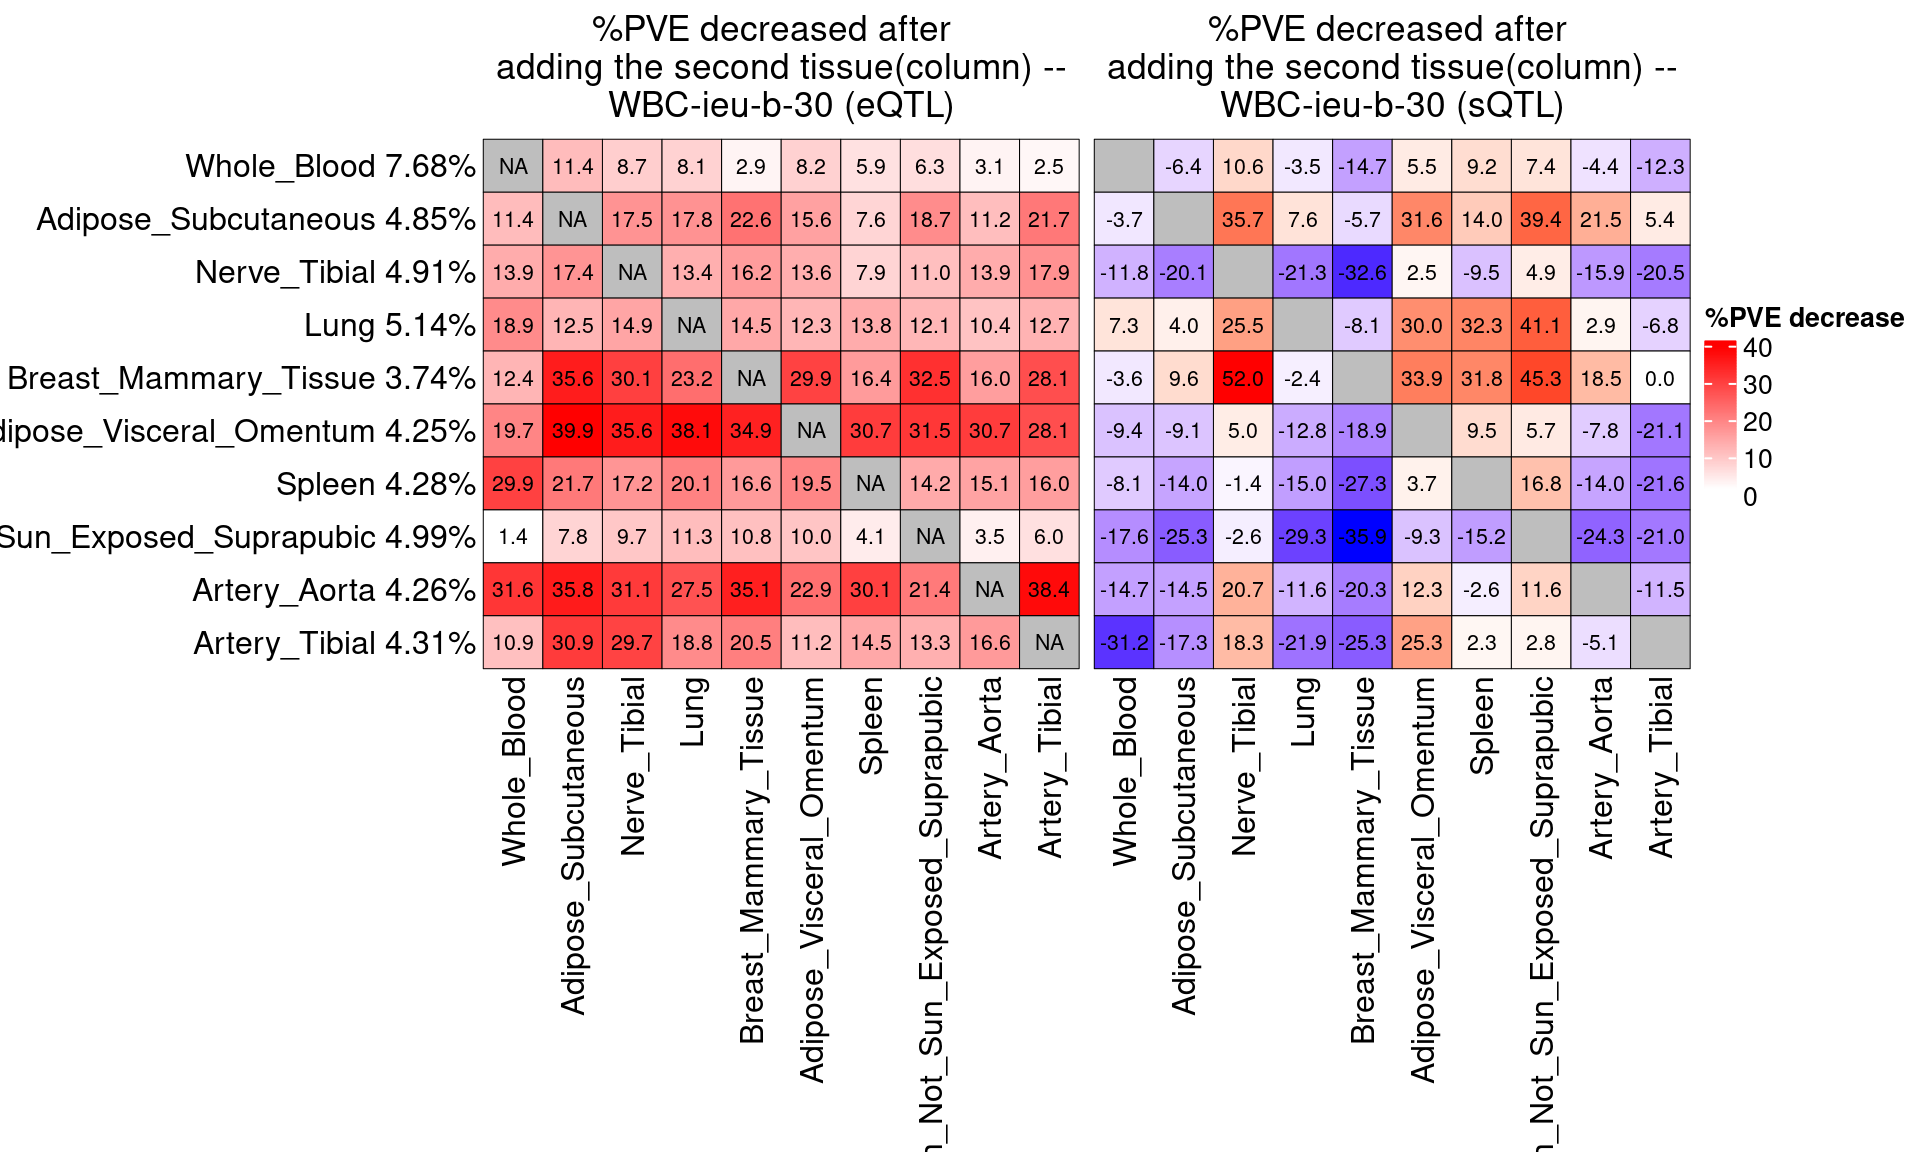 %PVE decreased after
adding the second tissue(column) --
WBC-ieu-b-30 (eQTL)
%PVE decreased after
adding the second tissue(column) --
WBC-ieu-b-30 (sQTL)
Whole_Blood 7.68% NA 11.4 8.7 8.1 2.9 8.2 5.9 6.3 3.1 2.5 -6.4 10.6 -3.5 -14.7 5.5 9.2 7.4 -4.4 -12.3
Adipose_Subcutaneous 4.85% 11.4 NA 17.5 17.8 22.6 15.6 7.6 18.7 11.2 21.7 -3.7 35.7 7.6 -5.7 31.6 14.0 39.4 21.5 5.4
Nerve_Tibial 4.91% 13.9 17.4 NA 13.4 16.2 13.6 7.9 11.0 13.9 17.9 -11.8 -20.1 -21.3 -32.6 2.5 -9.5 4.9 -15.9 -20.5
Lung 5.14% 18.9 12.5 14.9 NA 14.5 12.3 13.8 12.1 10.4 12.7 7.3 4.0 25.5 -8.1 30.0 32.3 41.1 2.9 -6.8
Breast_Mammary_Tissue 3.74% 12.4 35.6 30.1 23.2 NA 29.9 16.4 32.5 16.0 28.1 -3.6 9.6 52.0 -2.4 33.9 31.8 45.3 18.5 0.0
dipose_Visceral_Omentum 4.25% 19.7 39.9 35.6 38.1 34.9 NA 30.7 31.5 30.7 28.1 -9.4 -9.1 5.0 -12.8 -18.9 9.5 5.7 -7.8 -21.1
Spleen 4.28% 29.9 21.7 17.2 20.1 16.6 19.5 NA 14.2 15.1 16.0 -8.1 -14.0 -1.4 -15.0 -27.3 3.7 16.8 -14.0 -21.6
Sun_Exposed_Suprapubic 4.99% 1.4 7.8 9.7 11.3 10.8 10.0 4.1 NA 3.5 6.0 -17.6 -25.3 -2.6 -29.3 -35.9 -9.3 -15.2 -24.3 -21.0
Artery_Aorta 4.26% 31.6 35.8 31.1 27.5 35.1 22.9 30.1 21.4 NA 38.4 -14.7 -14.5 20.7 -11.6 -20.3 12.3 -2.6 11.6 -11.5
Artery_Tibial 4.31% 10.9 30.9 29.7 18.8 20.5 11.2 14.5 13.3 16.6 NA -31.2 -17.3 18.3 -21.9 -25.3 25.3 2.3 2.8 -5.1
Whole_Blood
Adipose_Subcutaneous
Nerve_Tibial
Lung
Breast_Mammary_Tissue
Adipose_Visceral_Omentum
Spleen
n_Not_Sun_Exposed_Suprapubic
Artery_Aorta
Artery_Tibial
Whole_Blood
Adipose_Subcutaneous
Nerve_Tibial
Lung
Breast_Mammary_Tissue
Adipose_Visceral_Omentum
Spleen
n_Not_Sun_Exposed_Suprapubic
Artery_Aorta
Artery_Tibial
%PVE decrease
40
30
20
10
0